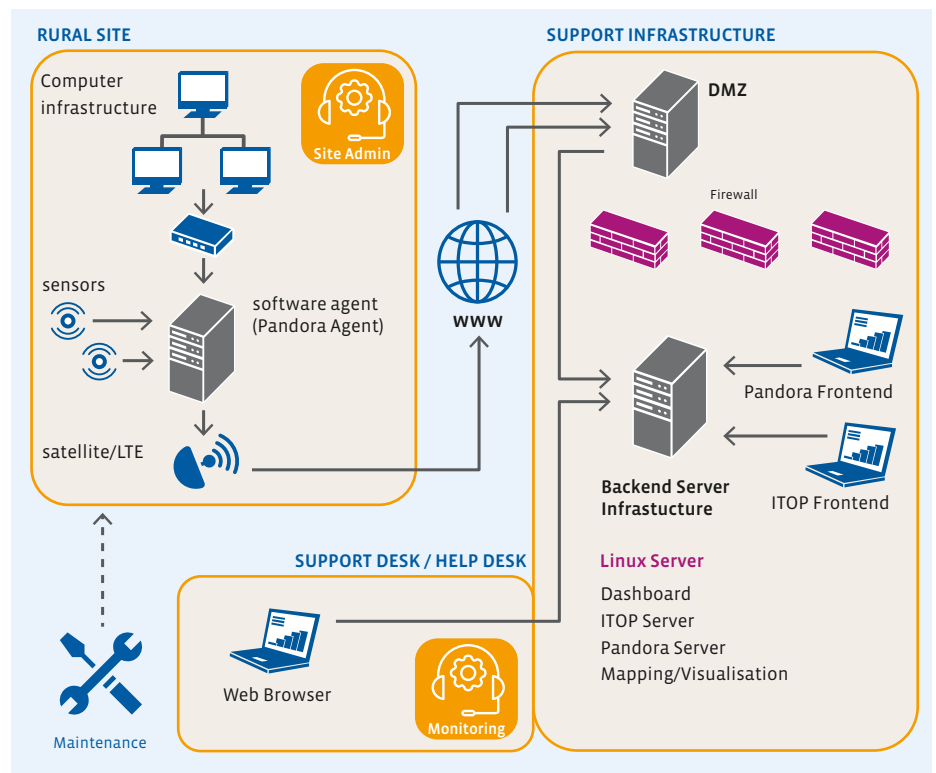 RURAL SITE
Computer
infrastructure
Site Admin
sensors
software agent
(Pandora Agent)
satellite/LTE
WWW
SUPPORT INFRASTRUCTURE
DMZ
Firewall
Pandora Frontend
ITOP Frontend
Backend Server
Infrastucture
Linux Server
Dashboard
ITOP Server
Pandora Server
Mapping/Visualisation
SUPPORT DESK / HELP DESK
Web Browser
Monitoring
Maintenance